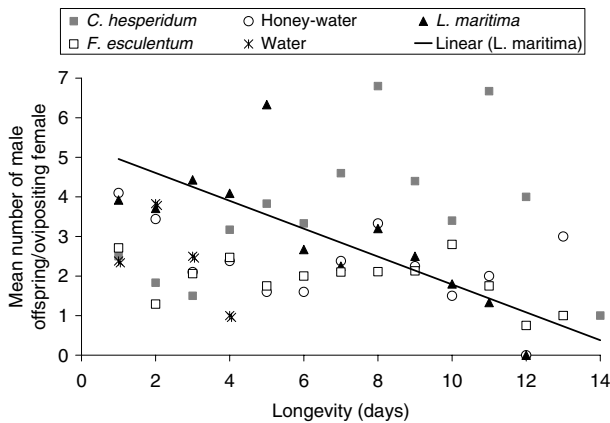 C. hesperidum Honey-water L. maritima
F. esculentum Water Linear (L. maritima)
Mean number of male
offspring/ovipositing female
7
6
5
4
3
2
1
0
0 2 4 6 8 10 12 14
Longevity (days)